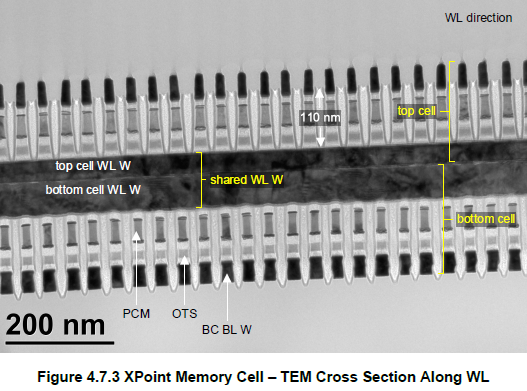 WL direction
top cell
110 nm
top cell WL W
shared WL W
bottom cell WL W
bottom cell
PCM
OTS
BC BL W
200 nm
Figure 4.7.3 XPoint Memory Cell – TEM Cross Section Along WL